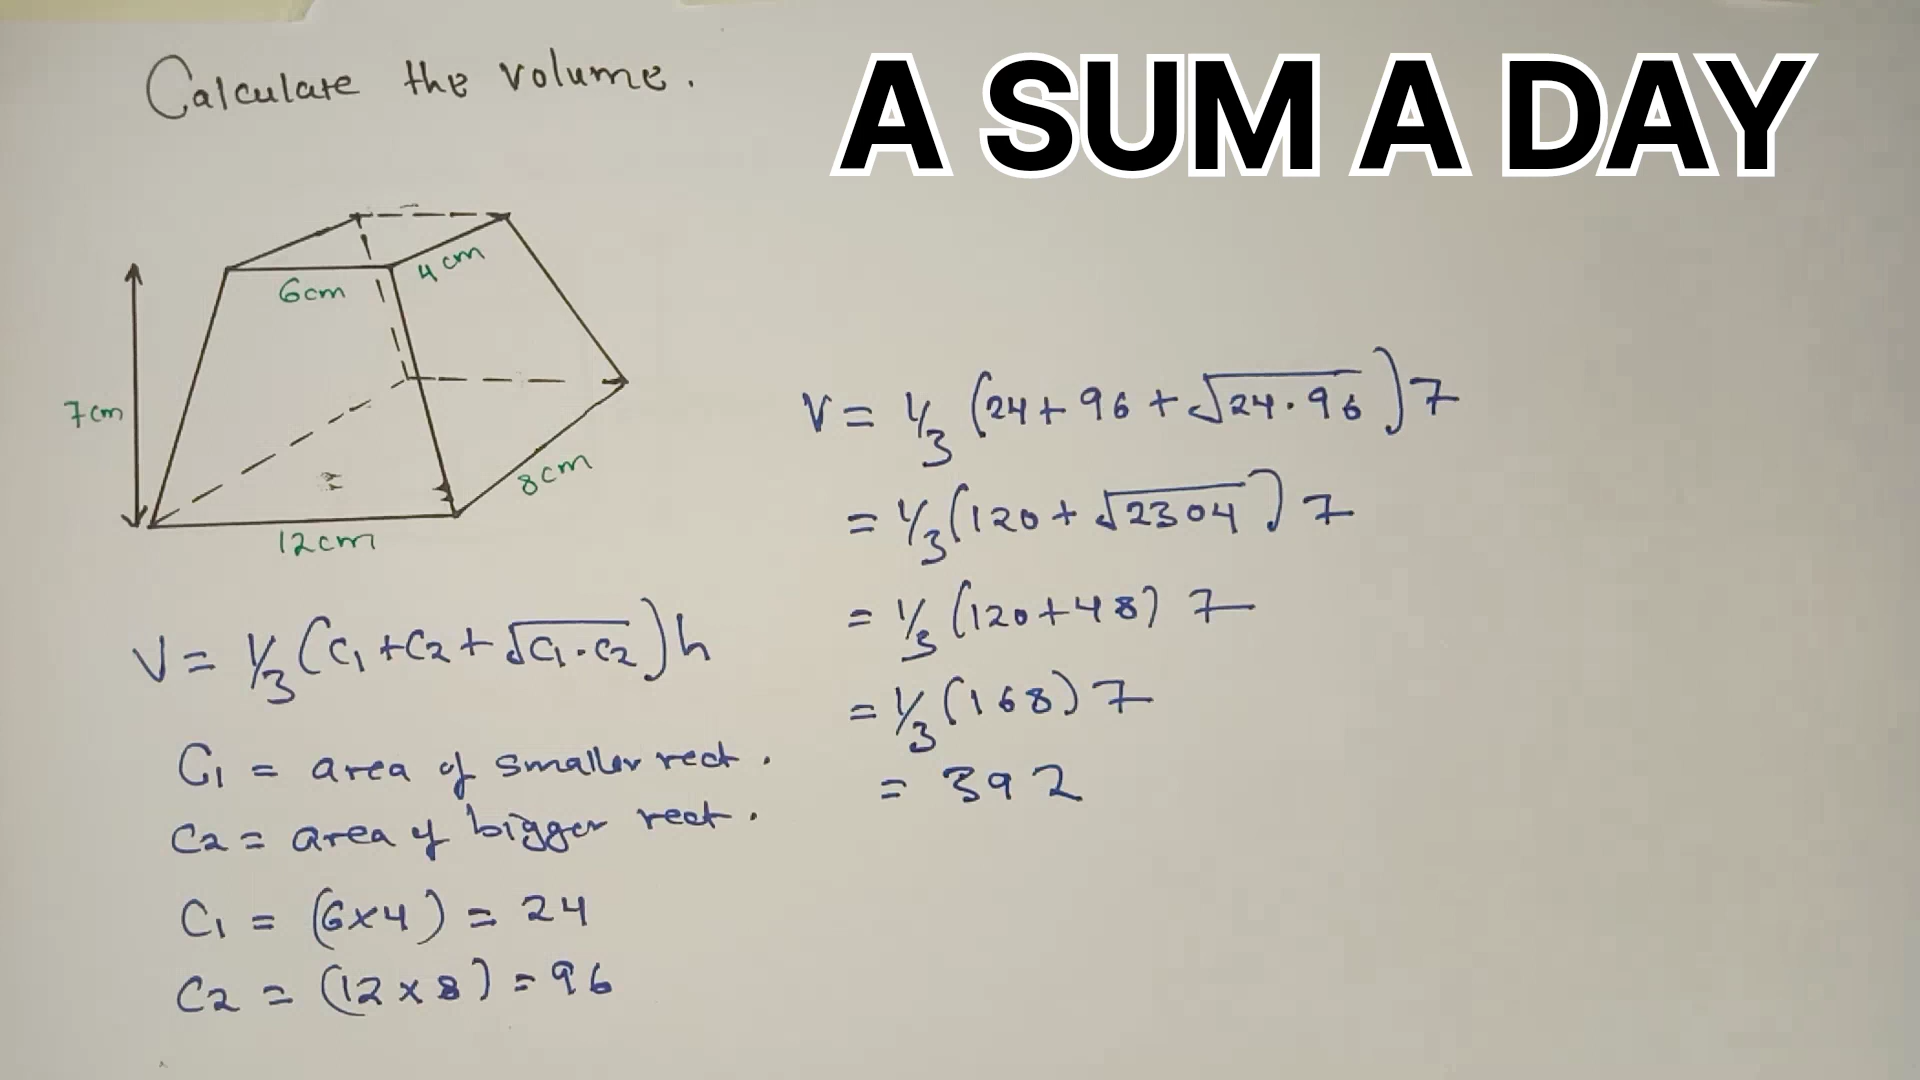 Calculate the volume.
A SUM A DAY
6cm
4cm
7cm
8cm
12cm
V = 1/3 (C1 + C2 + √C1·C2) h
C1 = area of smaller rect.
C2 = area of bigger rect.
C1 = (6×4) = 24
C2 = (12×8) = 96
V = 1/3 (24 + 96 + √24·96) 7
= 1/3 (120 + √2304) 7
= 1/3 (120 + 48) 7
= 1/3 (168) 7
= 392